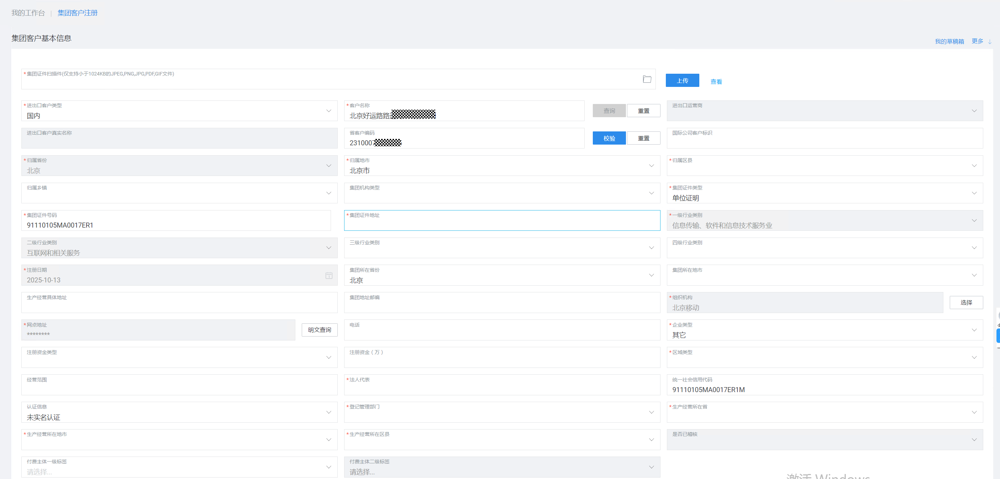 我的工作台 | 集团客户注册
集团客户基本信息
我的草稿箱 更多 ↓
*集团证件扫描件(仅支持小于1024KB的JPEG,PNG,JPG,PDF,GIF文件)
上传 查看
*进出口客户类型
国内
*客户名称
北京好运路路
查询 重置
进出口运营商
进出口客户真实名称
省客户编码
2310007
校验 重置
国际公司客户标识
*归属省份
北京
*归属地市
北京市
*归属区县
归属乡镇
集团机构类型
*集团证件类型
单位证明
*集团证件号码
91110105MA0017ER1
*集团证件地址
*一级行业类别
信息传输、软件和信息技术服务业
二级行业类别
互联网和相关服务
三级行业类别
四级行业类别
*注册日期
2025-10-13
集团所在省份
北京
集团所在地市
生产经营具体地址
集团地址邮编
*组织机构
北京移动
选择
*网点地址
********
明文查询
电话
*企业类型
其它
注册资金类型
注册资金（万）
*区域类型
经营范围
*法人代表
统一社会信用代码
91110105MA0017ER1M
认证信息
未实名认证
*登记管理部门
*生产经营所在省
*生产经营所在地市
*生产经营所在区县
是否已稽核
付费主体一级标签
请选择...
付费主体二级标签
请选择...
激活 Windows